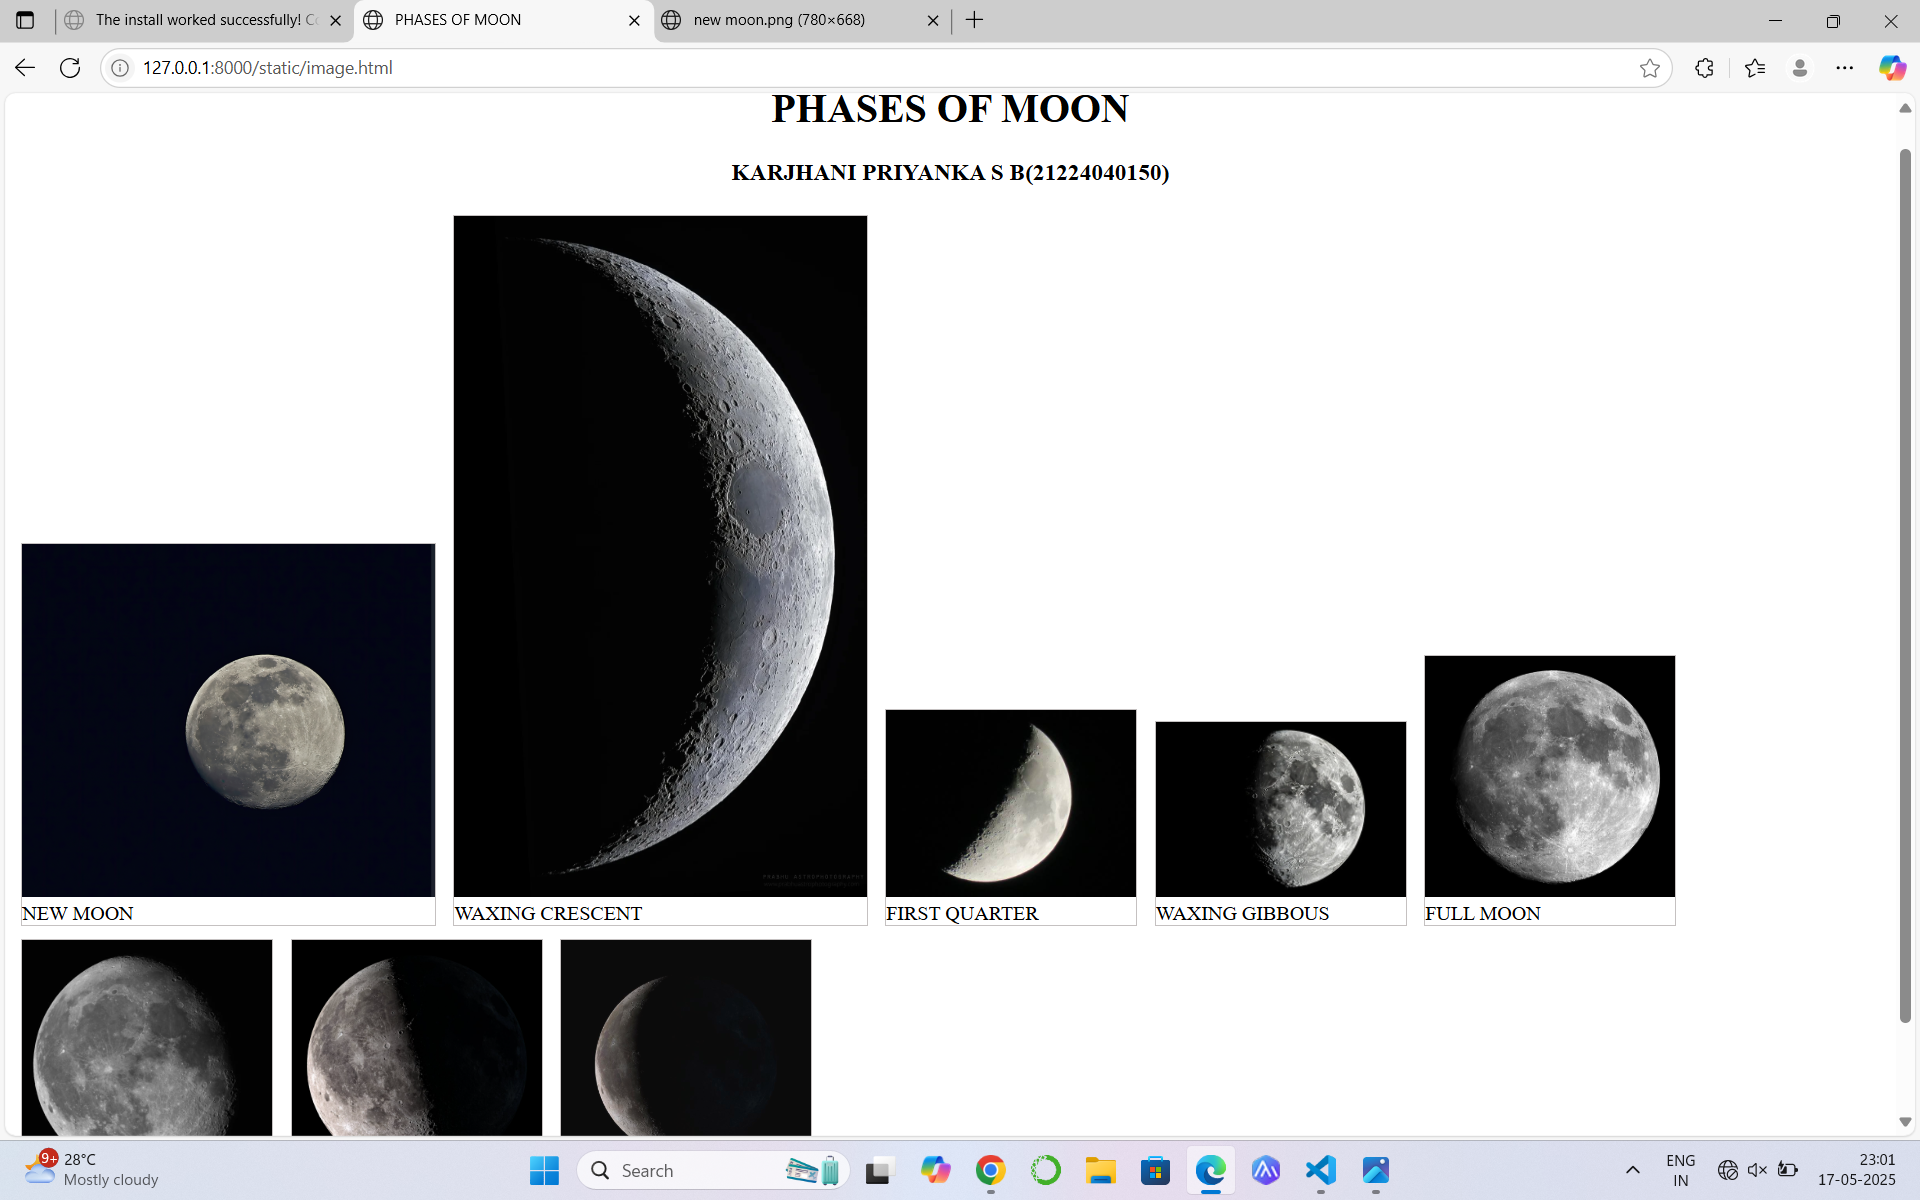 The install worked successfully! Co
PHASES OF MOON
new moon.png (780×668)
127.0.0.1:8000/static/image.html
PHASES OF MOON
KARJHANI PRIYANKA S B(21224040150)
NEW MOON
WAXING CRESCENT
FIRST QUARTER
WAXING GIBBOUS
FULL MOON
9+
28°C
Mostly cloudy
Search
ENG
IN
23:01
17-05-2025